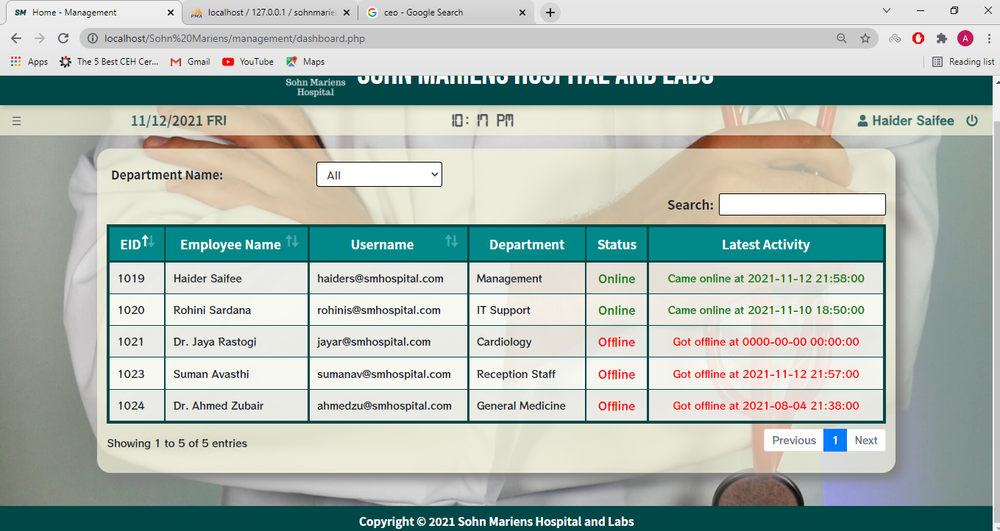 SM Home - Management
localhost / 127.0.0.1 / sohnmarie
ceo - Google Search
localhost/Sohn%20Mariens/management/dashboard.php
A
Apps
The 5 Best CEH Cer...
Gmail
YouTube
Maps
Reading list
SOHN MARIENS HOSPITAL AND LABS
Sohn Mariens
Hospital
11/12/2021 FRI
10:17 PM
Haider Saifee
Department Name:
All
Search:
EID Employee Name Username Department Status Latest Activity
1019 Haider Saifee haiders@smhospital.com Management Online Came online at 2021-11-12 21:58:00
1020 Rohini Sardana rohinis@smhospital.com IT Support Online Came online at 2021-11-10 18:50:00
1021 Dr. Jaya Rastogi jayar@smhospital.com Cardiology Offline Got offline at 0000-00-00 00:00:00
1023 Suman Avasthi sumanav@smhospital.com Reception Staff Offline Got offline at 2021-11-12 21:57:00
1024 Dr. Ahmed Zubair ahmedzu@smhospital.com General Medicine Offline Got offline at 2021-08-04 21:38:00
Showing 1 to 5 of 5 entries
Previous 1 Next
Copyright © 2021 Sohn Mariens Hospital and Labs